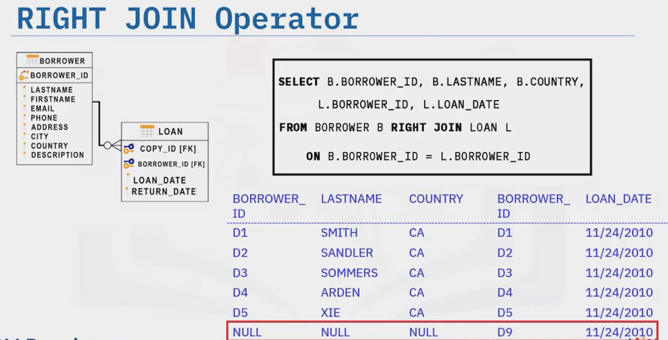 RIGHT JOIN Operator
BORROWER
BORROWER_ID
LASTNAME
FIRSTNAME
EMAIL
PHONE
ADDRESS
CITY
COUNTRY
DESCRIPTION
LOAN
COPY_ID [FK]
BORROWER_ID [FK]
LOAN_DATE
RETURN_DATE
SELECT B.BORROWER_ID, B.LASTNAME, B.COUNTRY,
L.BORROWER_ID, L.LOAN_DATE
FROM BORROWER B RIGHT JOIN LOAN L
ON B.BORROWER_ID = L.BORROWER_ID
BORROWER_ LASTNAME COUNTRY BORROWER_ LOAN_DATE
ID ID
D1 SMITH CA D1 11/24/2010
D2 SANDLER CA D2 11/24/2010
D3 SOMMERS CA D3 11/24/2010
D4 ARDEN CA D4 11/24/2010
D5 XIE CA D5 11/24/2010
NULL NULL NULL D9 11/24/2010